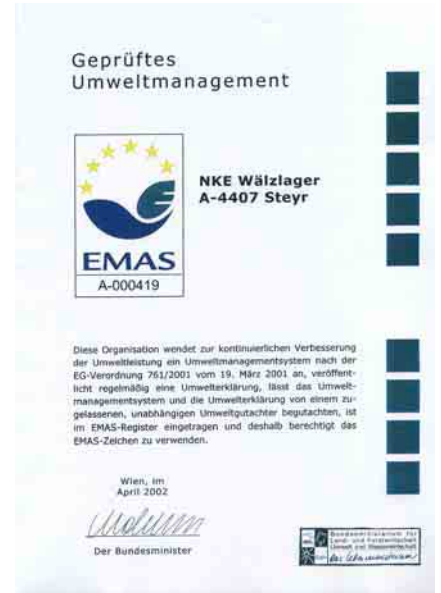 Geprüftes
Umweltmanagement
NKE Wälzlager
A-4407 Steyr
EMAS
A-000419
Diese Organisation wendet zur kontinuierlichen Verbesserung
der Umweltleistung ein Umweltmanagementsystem nach der
EG-Verordnung 761/2001 vom 19. März 2001 an, veröffent-
licht regelmäßig eine Umwelterklärung, lässt das Umwelt-
managementsystem und die Umwelterklärung von einem zu-
gelassenen, unabhängigen Umweltgutachter begutachten, ist
im EMAS-Register eingetragen und deshalb berechtigt das
EMAS-Zeichen zu verwenden.
Wien, im
April 2002
Der Bundesminister
Bundesministerium für
Land- und Forstwirtschaft
Umwelt und Wasserwirtschaft